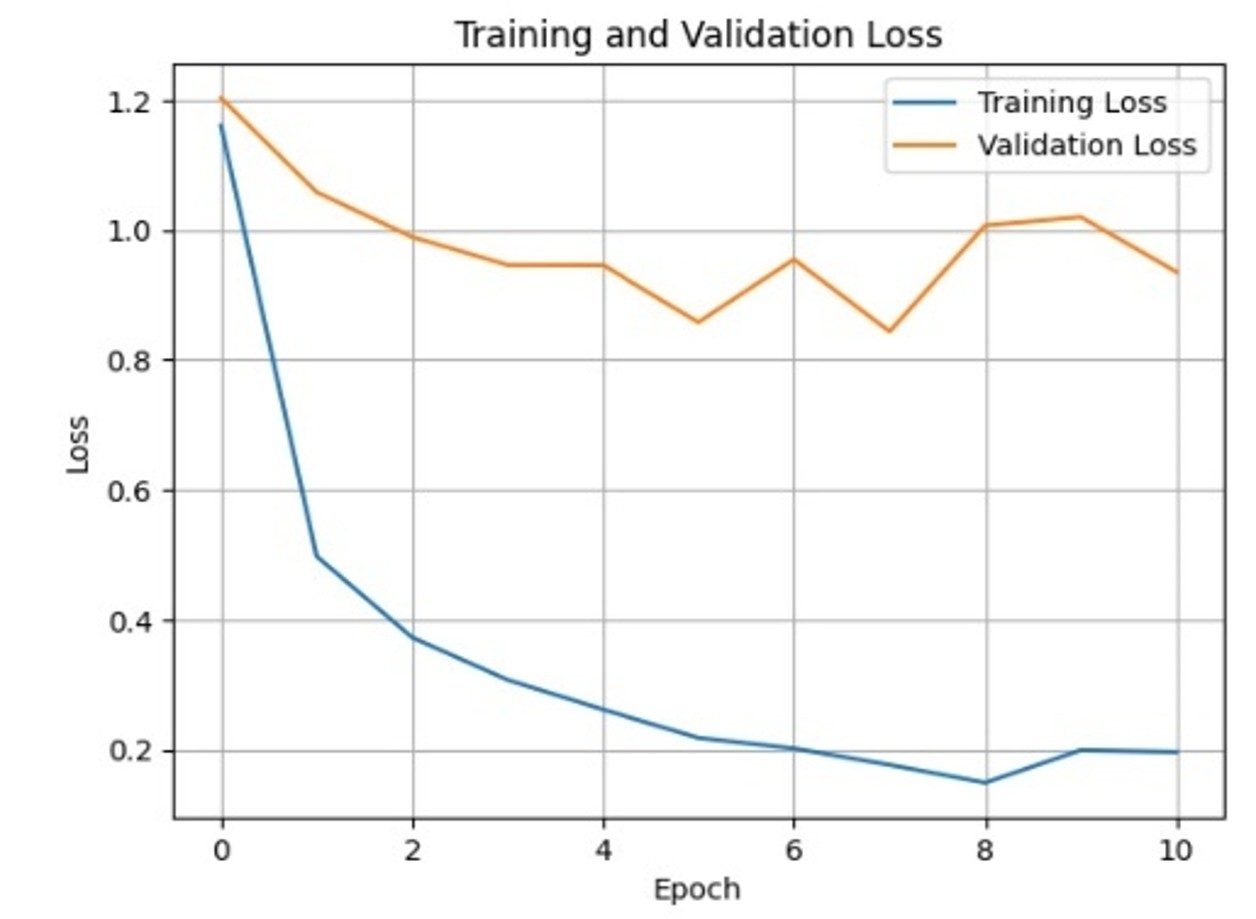 Training and Validation Loss
Training Loss
Validation Loss
1.2
1.0
0.8
0.6
0.4
0.2
Loss
0 2 4 6 8 10
Epoch